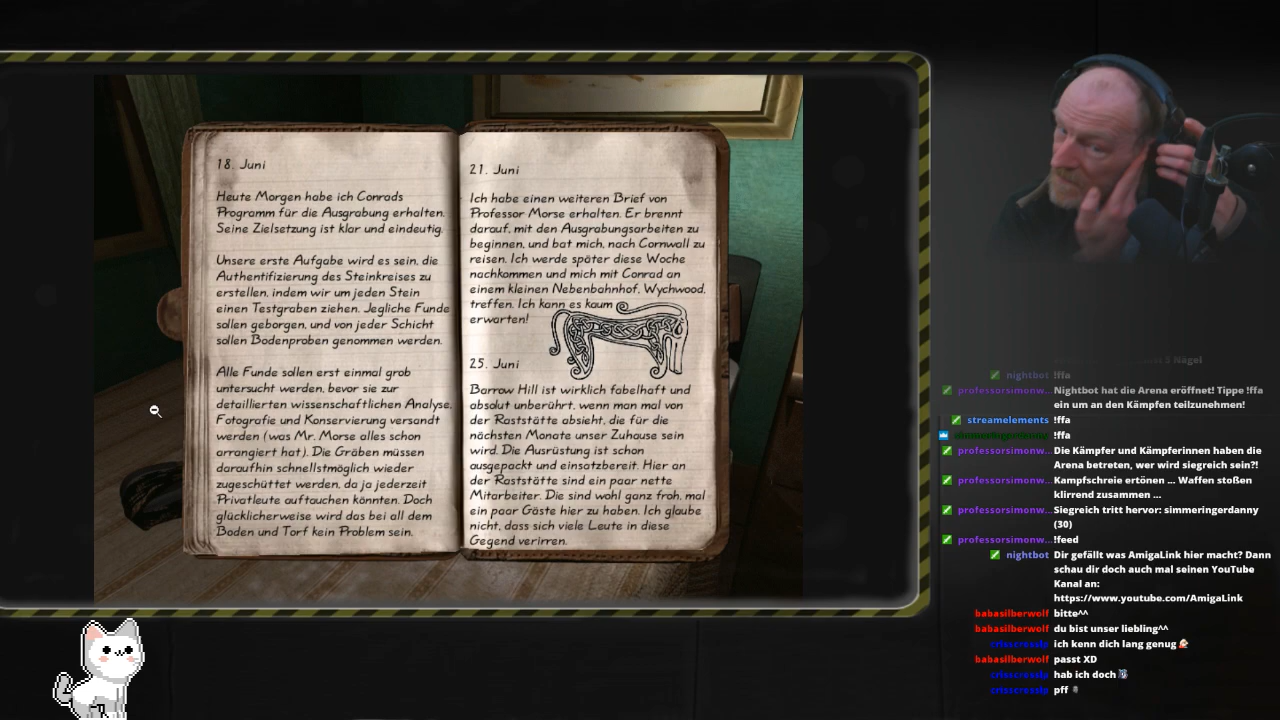 18. Juni
Heute Morgen habe ich Conrads
Programm für die Ausgrabung erhalten.
Seine Zielsetzung ist klar und eindeutig.
Unsere erste Aufgabe wird es sein, die
Authentifizierung des Steinkreises zu
erstellen, indem wir um jeden Stein
einen Testgraben ziehen. Jegliche Funde
sollen geborgen, und von jeder Schicht
sollen Bodenproben genommen werden.
Alle Funde sollen erst einmal grob
untersucht werden, bevor sie zur
detaillierten wissenschaftlichen Analyse,
Fotografie und Konservierung versandt
werden (was Mr. Morse alles schon
arrangiert hat). Die Gräben müssen
daraufhin schnellstmöglich wieder
zugeschüttet werden, da ja jederzeit
Privatleute auftauchen könnten. Doch
glücklicherweise wird das bei all dem
Boden und Torf kein Problem sein.
21. Juni
Ich habe einen weiteren Brief von
Professor Morse erhalten. Er brennt
darauf, mit den Ausgrabungsarbeiten zu
beginnen, und bat mich, nach Cornwall zu
reisen. Ich werde später diese Woche
nachkommen und mich mit Conrad an
einem kleinen Nebenbahnhof, Wychwood,
treffen. Ich kann es kaum
erwarten!
25. Juni
Barrow Hill ist wirklich fabelhaft und
absolut unberührt, wenn man mal von
der Raststätte absieht, die für die
nächsten Monate unser Zuhause sein
wird. Die Ausrüstung ist schon
ausgepackt und einsatzbereit. Hier an
der Raststätte sind ein paar nette
Mitarbeiter. Die sind wohl ganz froh, mal
ein paar Gäste hier zu haben. Ich glaube
nicht, dass sich viele Leute in diese
Gegend verirren.
Nägel
nightbot !ffa
professorsimonw... Nightbot hat die Arena eröffnet! Tippe !ffa
ein um an den Kämpfen teilzunehmen!
streamelements !ffa
simmeringerdanny !ffa
professorsimonw... Die Kämpfer und Kämpferinnen haben die
Arena betreten, wer wird siegreich sein?!
professorsimonw... Kampfschreie ertönen ... Waffen stoßen
klirrend zusammen ...
professorsimonw... Siegreich tritt hervor: simmeringerdanny
(30)
professorsimonw... !feed
nightbot Dir gefällt was AmigaLink hier macht? Dann
schau dir doch auch mal seinen YouTube
Kanal an:
https://www.youtube.com/AmigaLink
babasilberwolf bitte^^
babasilberwolf du bist unser liebling^^
crisscrosslp ich kenn dich lang genug
babasilberwolf passt XD
crisscrosslp hab ich doch
crisscrosslp pff